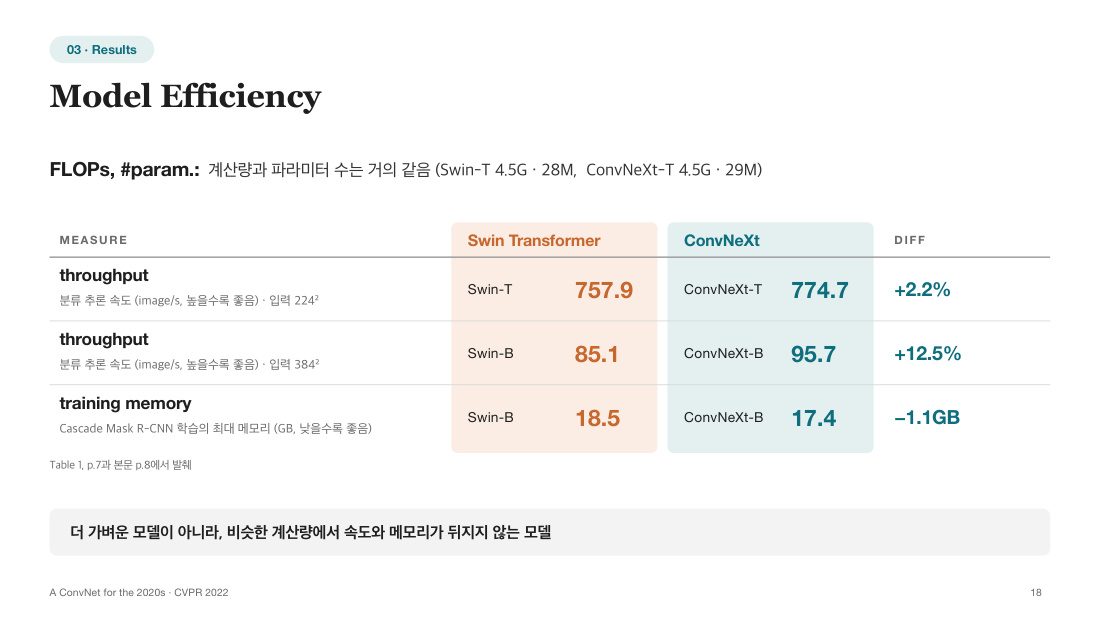 03 · Results
Model Efficiency
FLOPs, #param.: 계산량과 파라미터 수는 거의 같음 (Swin-T 4.5G · 28M, ConvNeXt-T 4.5G · 29M)
MEASURE Swin Transformer ConvNeXt DIFF
throughput
분류 추론 속도 (image/s, 높을수록 좋음) · 입력 224²
Swin-T 757.9 ConvNeXt-T 774.7 +2.2%
throughput
분류 추론 속도 (image/s, 높을수록 좋음) · 입력 384²
Swin-B 85.1 ConvNeXt-B 95.7 +12.5%
training memory
Cascade Mask R-CNN 학습의 최대 메모리 (GB, 낮을수록 좋음)
Swin-B 18.5 ConvNeXt-B 17.4 −1.1GB
Table 1, p.7과 본문 p.8에서 발췌
더 가벼운 모델이 아니라, 비슷한 계산량에서 속도와 메모리가 뒤지지 않는 모델
A ConvNet for the 2020s · CVPR 2022 18